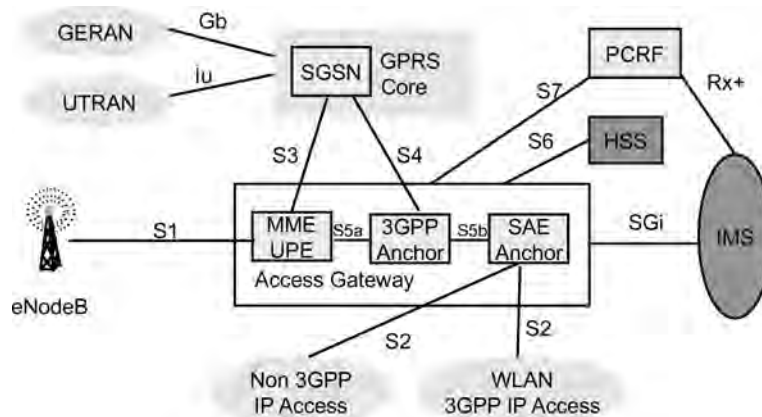 GERAN
Gb
UTRAN
iu
SGSN
GPRS
Core
PCRF
Rx+
S7
S6
HSS
S3
S4
S1
MME
UPE
S5a
3GPP
Anchor
S5b
SAE
Anchor
SGi
IMS
Access Gateway
eNodeB
S2
S2
Non 3GPP
IP Access
WLAN
3GPP IP Access